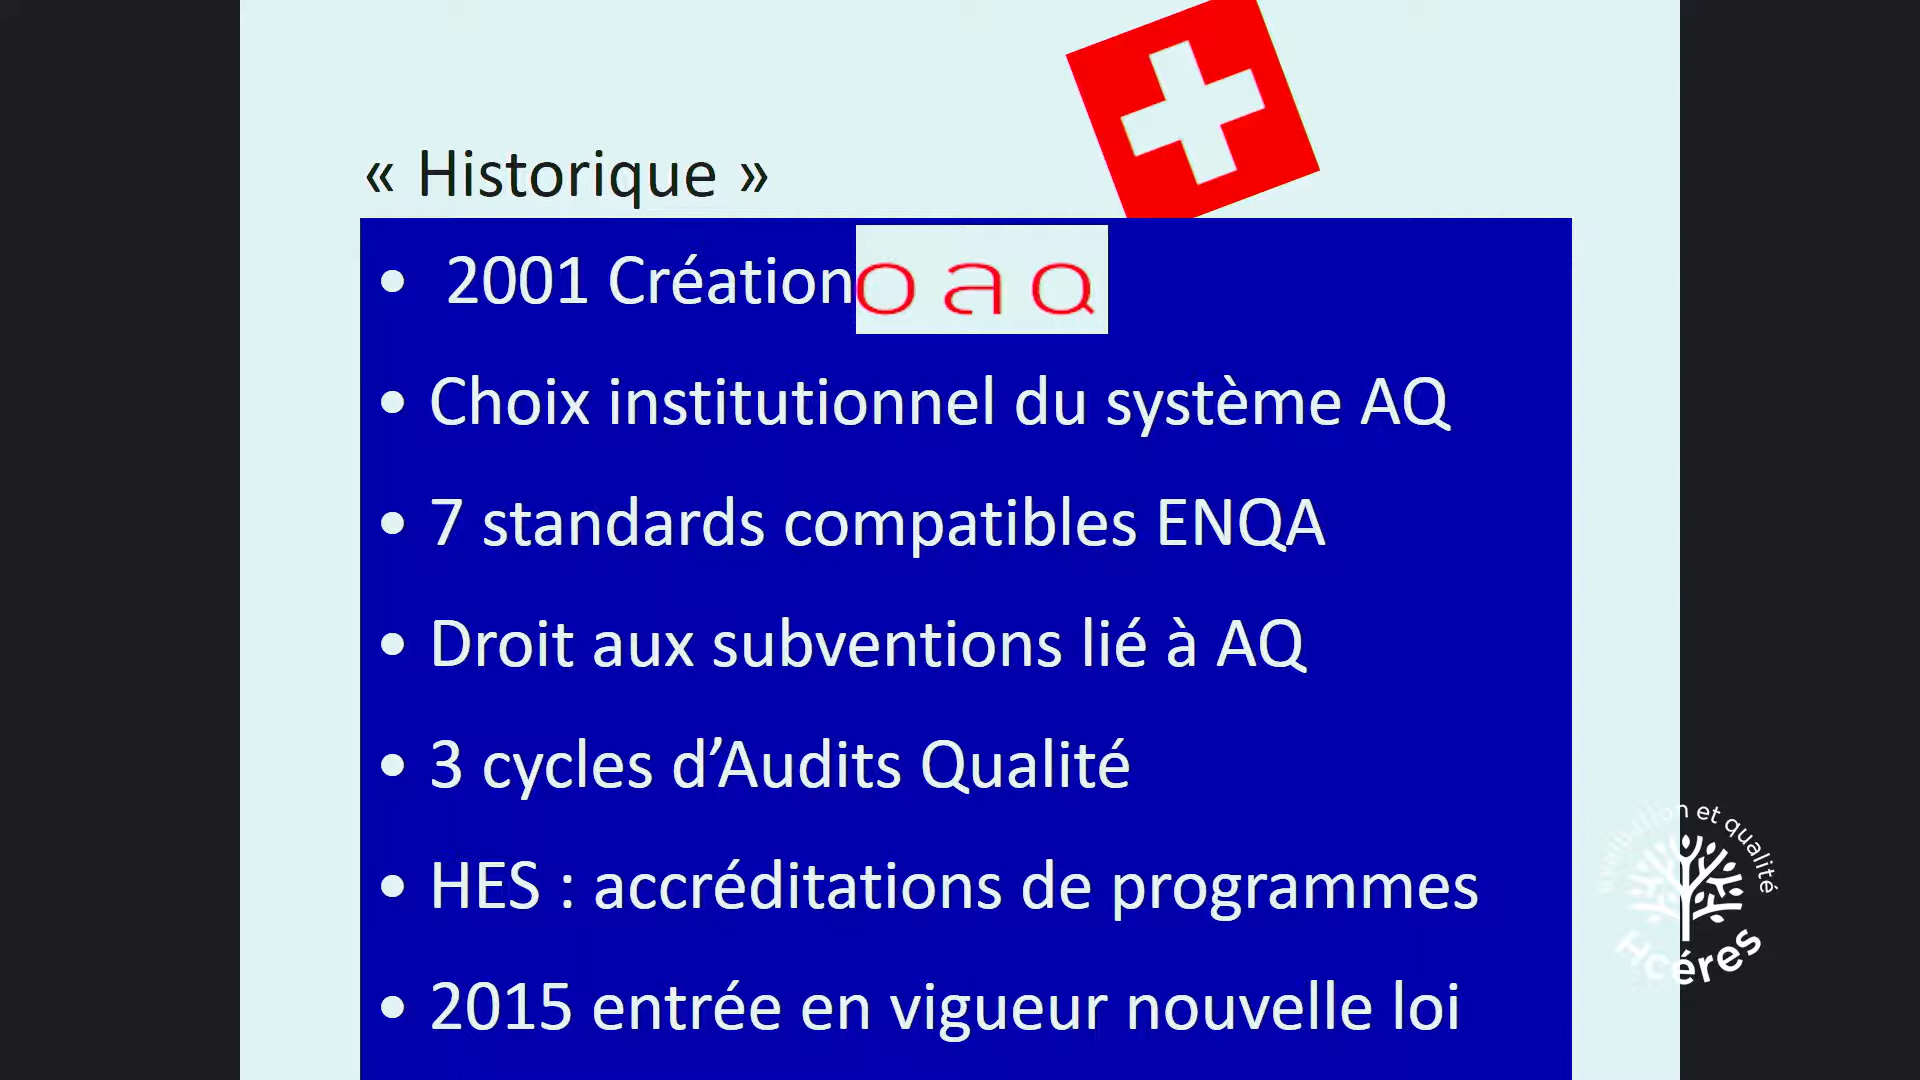 « Historique »
• 2001 Création oaq
• Choix institutionnel du système AQ
• 7 standards compatibles ENQA
• Droit aux subventions lié à AQ
• 3 cycles d’Audits Qualité
• HES : accréditations de programmes
• 2015 entrée en vigueur nouvelle loi
évaluation et qualité
Hcéres